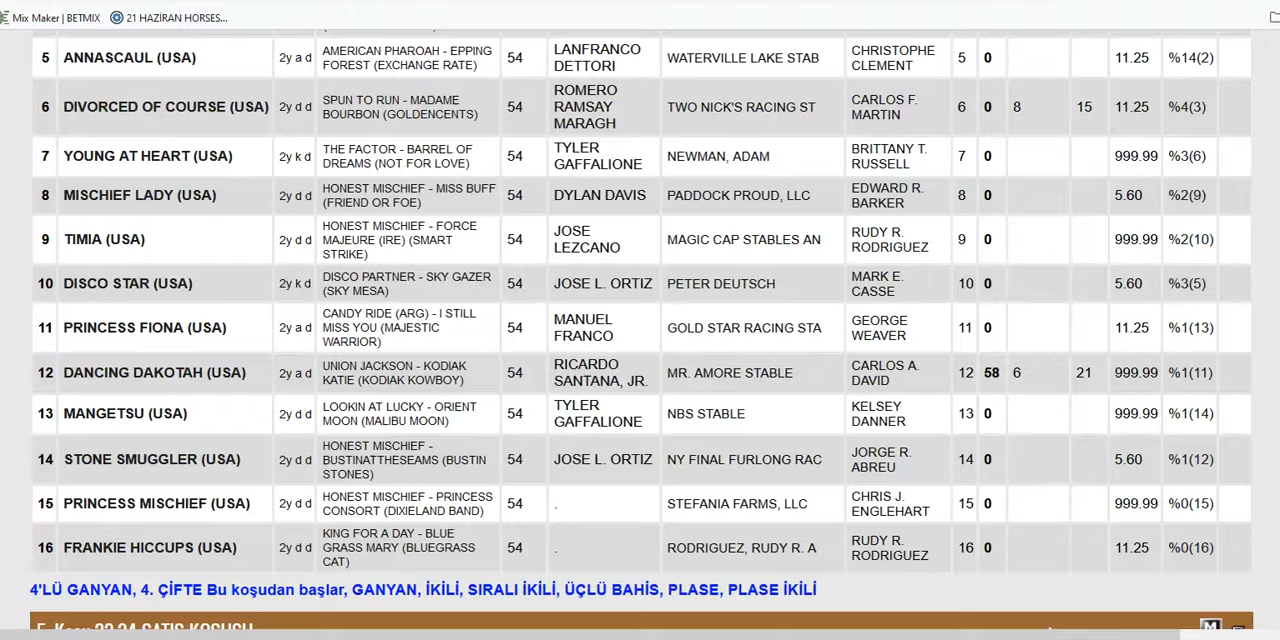 Mix Maker | BETMIX 21 HAZİRAN HORSES...
5 ANNASCAUL (USA) 2y a d AMERICAN PHAROAH - EPPING FOREST (EXCHANGE RATE) 54 LANFRANCO DETTORI WATERVILLE LAKE STAB CHRISTOPHE CLEMENT 5 0 11.25 %14(2)
6 DIVORCED OF COURSE (USA) 2y d d SPUN TO RUN - MADAME BOURBON (GOLDENCENTS) 54 ROMERO RAMSAY MARAGH TWO NICK'S RACING ST CARLOS F. MARTIN 6 0 8 15 11.25 %4(3)
7 YOUNG AT HEART (USA) 2y k d THE FACTOR - BARREL OF DREAMS (NOT FOR LOVE) 54 TYLER GAFFALIONE NEWMAN, ADAM BRITTANY T. RUSSELL 7 0 999.99 %3(6)
8 MISCHIEF LADY (USA) 2y d d HONEST MISCHIEF - MISS BUFF (FRIEND OR FOE) 54 DYLAN DAVIS PADDOCK PROUD, LLC EDWARD R. BARKER 8 0 5.60 %2(9)
9 TIMIA (USA) 2y d d HONEST MISCHIEF - FORCE MAJEURE (IRE) (SMART STRIKE) 54 JOSE LEZCANO MAGIC CAP STABLES AN RUDY R. RODRIGUEZ 9 0 999.99 %2(10)
10 DISCO STAR (USA) 2y k d DISCO PARTNER - SKY GAZER (SKY MESA) 54 JOSE L. ORTIZ PETER DEUTSCH MARK E. CASSE 10 0 5.60 %3(5)
11 PRINCESS FIONA (USA) 2y a d CANDY RIDE (ARG) - I STILL MISS YOU (MAJESTIC WARRIOR) 54 MANUEL FRANCO GOLD STAR RACING STA GEORGE WEAVER 11 0 11.25 %1(13)
12 DANCING DAKOTAH (USA) 2y a d UNION JACKSON - KODIAK KATIE (KODIAK KOWBOY) 54 RICARDO SANTANA, JR. MR. AMORE STABLE CARLOS A. DAVID 12 58 6 21 999.99 %1(11)
13 MANGETSU (USA) 2y d d LOOKIN AT LUCKY - ORIENT MOON (MALIBU MOON) 54 TYLER GAFFALIONE NBS STABLE KELSEY DANNER 13 0 999.99 %1(14)
14 STONE SMUGGLER (USA) 2y d d HONEST MISCHIEF - BUSTINATTHESEAMS (BUSTIN STONES) 54 JOSE L. ORTIZ NY FINAL FURLONG RAC JORGE R. ABREU 14 0 5.60 %1(12)
15 PRINCESS MISCHIEF (USA) 2y d d HONEST MISCHIEF - PRINCESS CONSORT (DIXIELAND BAND) 54 . STEFANIA FARMS, LLC CHRIS J. ENGLEHART 15 0 999.99 %0(15)
16 FRANKIE HICCUPS (USA) 2y d d KING FOR A DAY - BLUE GRASS MARY (BLUEGRASS CAT) 54 . RODRIGUEZ, RUDY R. A RUDY R. RODRIGUEZ 16 0 11.25 %0(16)
4'LÜ GANYAN, 4. ÇİFTE Bu koşudan başlar, GANYAN, İKİLİ, SIRALI İKİLİ, ÜÇLÜ BAHİS, PLASE, PLASE İKİLİ